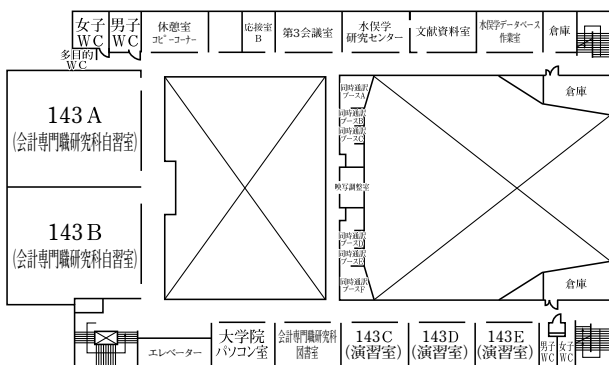 女子
WC
男子
WC
休憩室
コピーコーナー
応接室
B
第3会議室
水俣学
研究センター
文献資料室
水俣学データベース
作業室
倉庫
多目的
WC
143A
(会計専門職研究科自習室)
143B
(会計専門職研究科自習室)
同時通訳
ブースA
同時通訳
ブースB
同時通訳
ブースC
映写調整室
同時通訳
ブースD
同時通訳
ブースE
同時通訳
ブースF
倉庫
倉庫
エレベーター
大学院
パソコン室
会計専門職研究科
図書室
143C
(演習室)
143D
(演習室)
143E
(演習室)
男子
WC
女子
WC